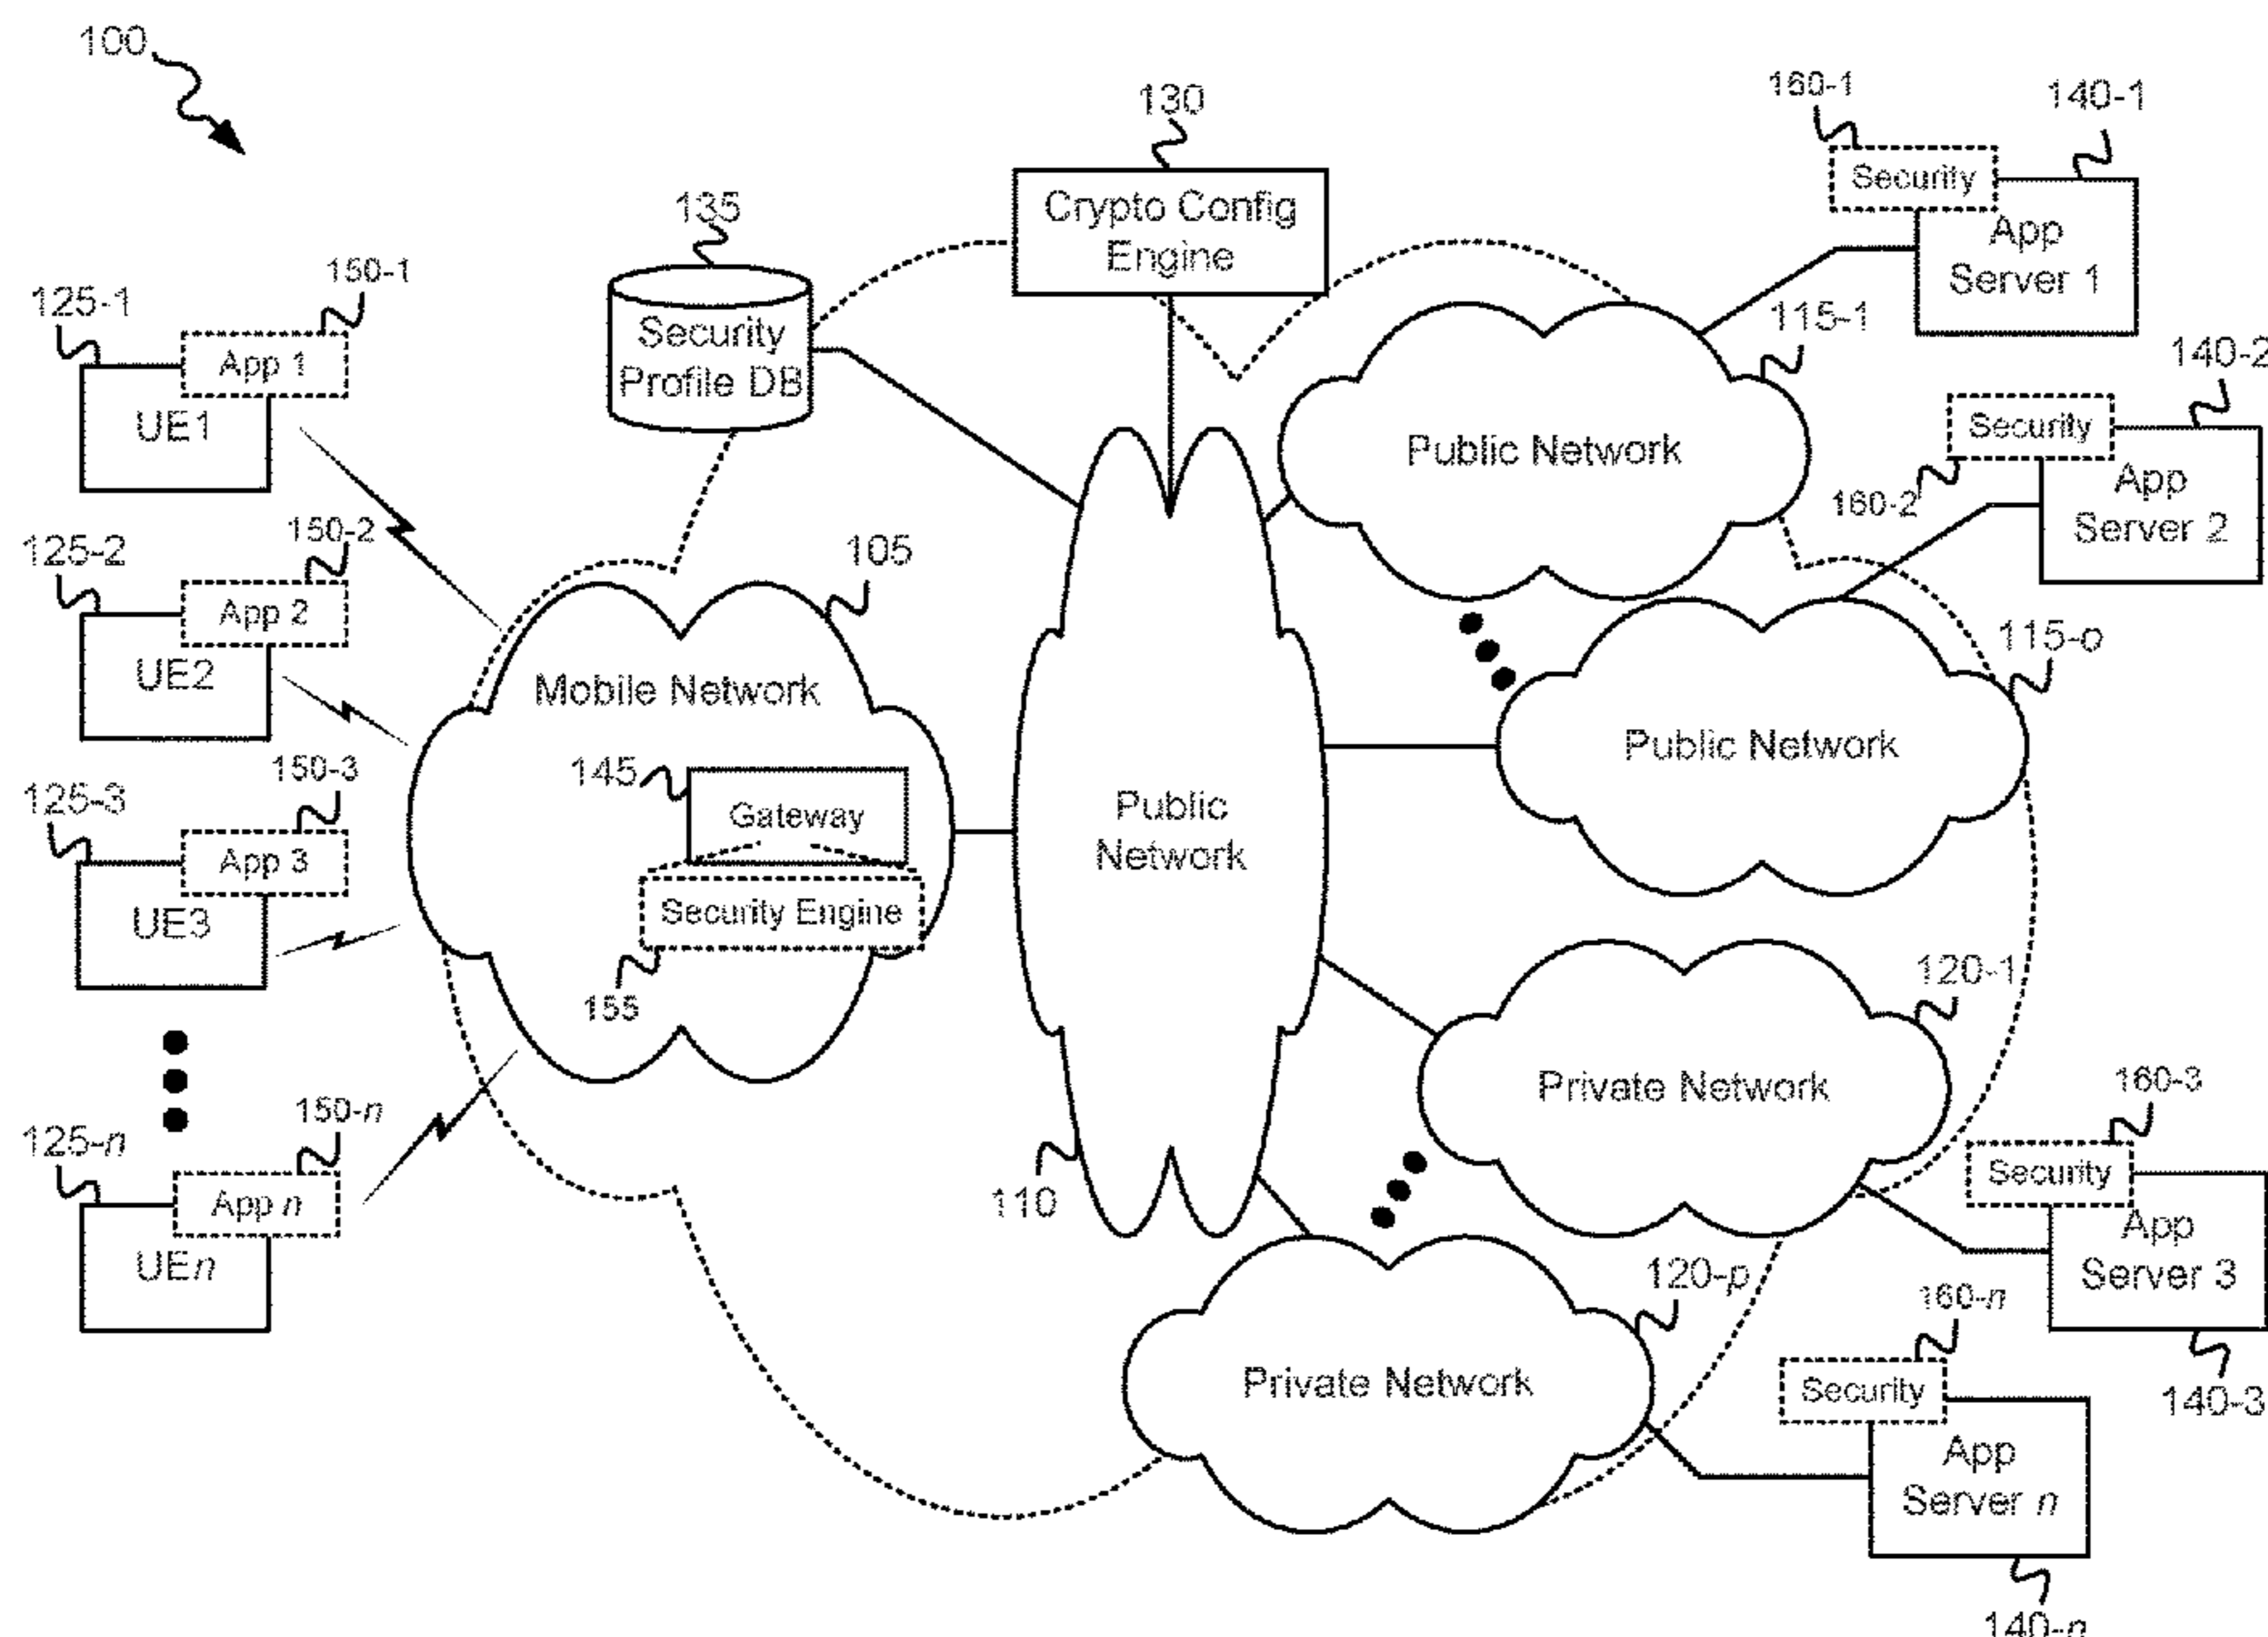 100
130
160-1
140-1
Security
App
Server 1
135
Crypto Config
Engine
Security
Profile DB
115-1
125-1
150-1
App 1
UE1
140-2
Security
160-2
App
Server 2
Public Network
125-2
150-2
App 2
UE2
105
Mobile Network
115-o
Public Network
125-3
150-3
App 3
UE3
145
Gateway
Security Engine
155
Public
Network
110
120-1
Private Network
125-n
150-n
App n
UEn
160-3
Security
App
Server 3
140-3
120-p
Private Network
160-n
Security
App
Server n
140-n